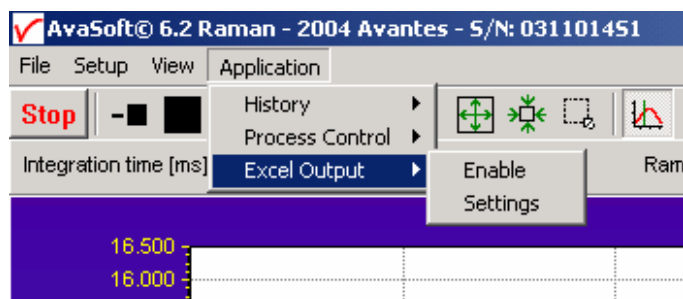 AvaSoft© 6.2 Raman - 2004 Avantes - S/N: 0311014S1
File Setup View Application
Stop
History
Process Control
Integration time [ms]
Excel Output
Enable
Ram
Settings
16.500
16.000